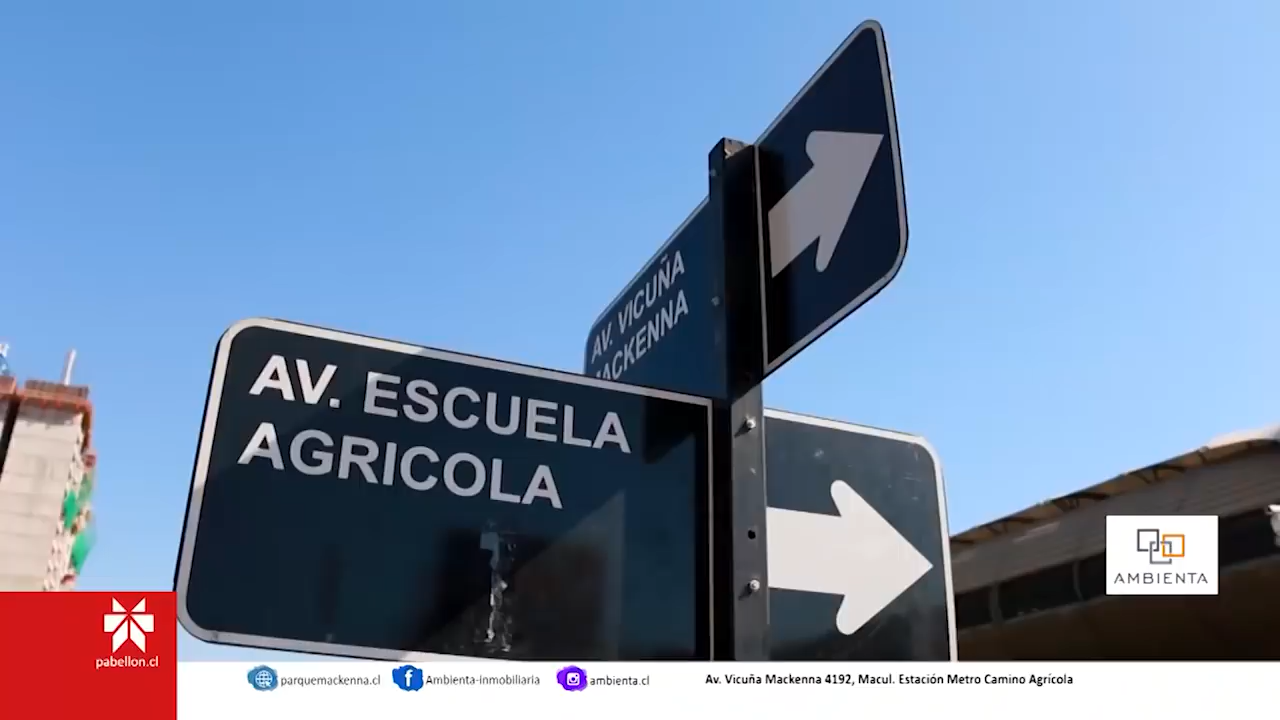 AV. VICUÑA
MACKENNA
AV. ESCUELA
AGRICOLA
AMBIENTA
pabellon.cl
parquemackenna.cl
Ambienta-inmobiliaria
ambienta.cl
Av. Vicuña Mackenna 4192, Macul. Estación Metro Camino Agrícola